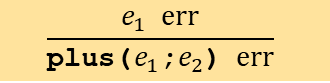 e₁ err
plus(e₁;e₂) err